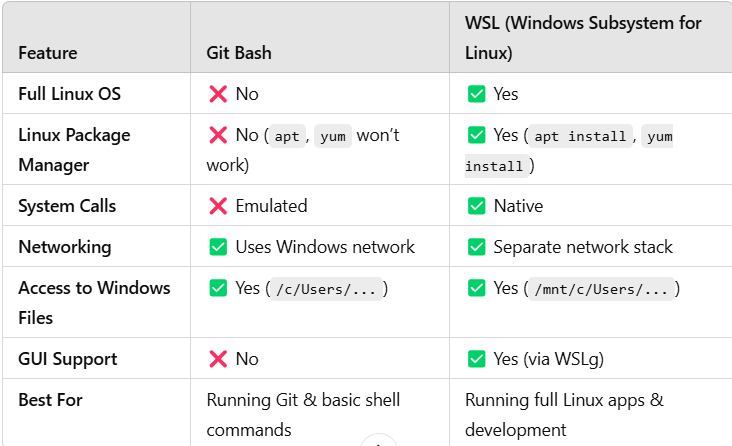 Feature Git Bash WSL (Windows Subsystem for
Linux)
Full Linux OS ❌ No ✅ Yes
Linux Package
Manager ❌ No (apt, yum won’t
work) ✅ Yes (apt install, yum
install)
System Calls ❌ Emulated ✅ Native
Networking ✅ Uses Windows network ✅ Separate network stack
Access to Windows
Files ✅ Yes (/c/Users/...) ✅ Yes (/mnt/c/Users/...)
GUI Support ❌ No ✅ Yes (via WSLg)
Best For Running Git & basic shell
commands Running full Linux apps &
development